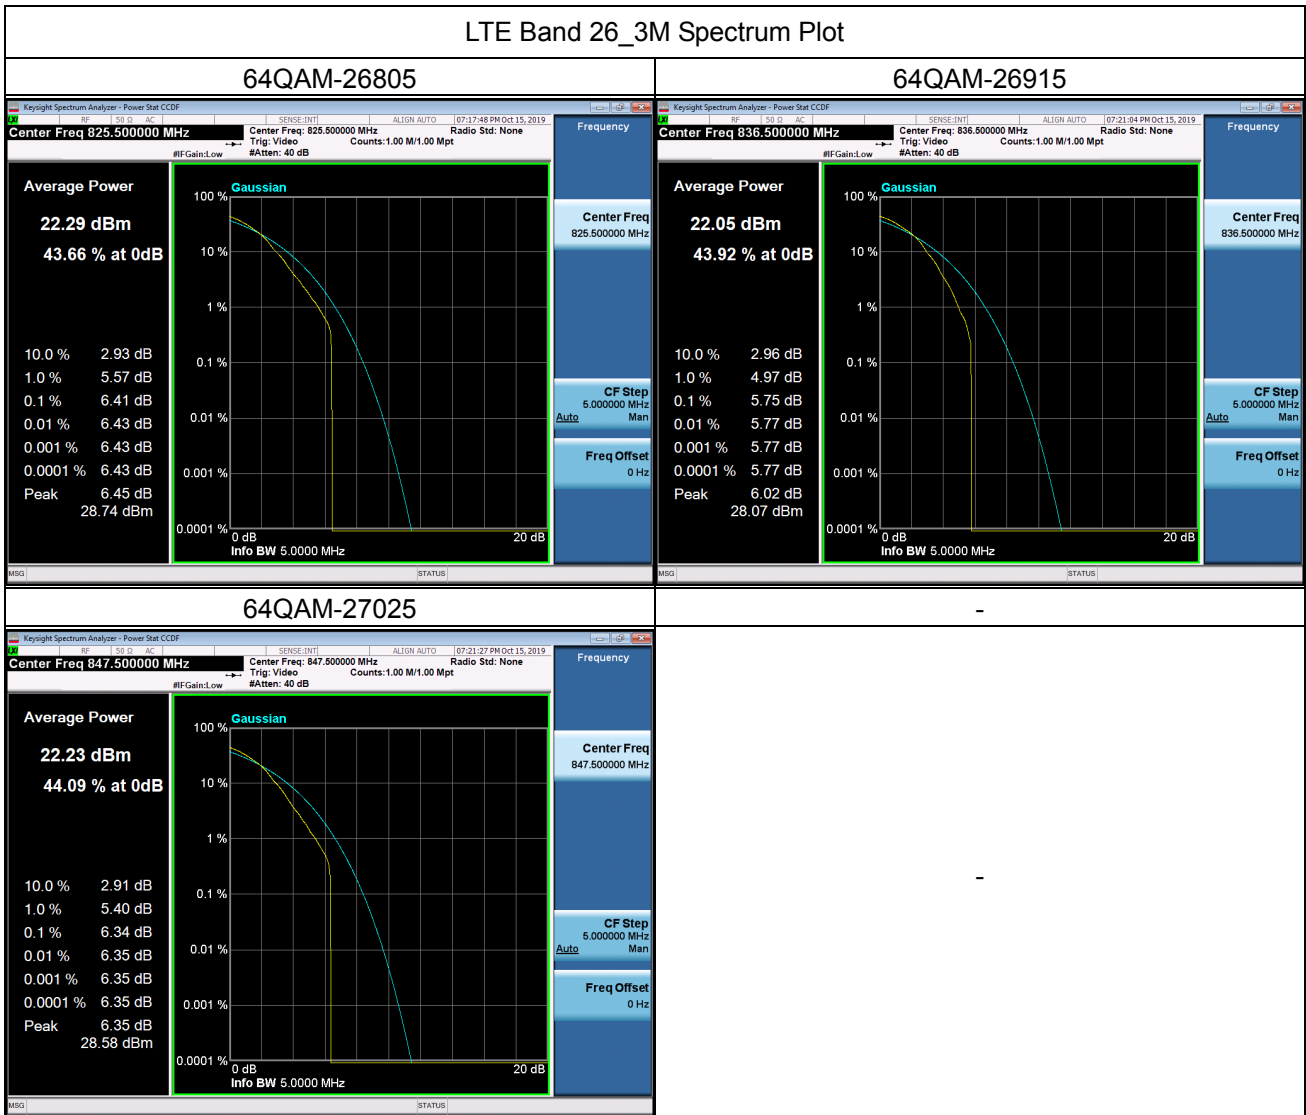 LTE Band 26_3M Spectrum Plot
64QAM-26805
64QAM-26915
Keysight Spectrum Analyzer - Power Stat CCDF
LXI RF 50 Ω AC SENSE:INT ALIGN AUTO 07:17:48 PM Oct 15, 2019
Center Freq 825.500000 MHz
Center Freq: 825.500000 MHz Radio Std: None
Trig: Video Counts:1.00 M/1.00 Mpt
#IFGain:Low #Atten: 40 dB
Average Power
22.29 dBm
43.66 % at 0dB
10.0 % 2.93 dB
1.0 % 5.57 dB
0.1 % 6.41 dB
0.01 % 6.43 dB
0.001 % 6.43 dB
0.0001 % 6.43 dB
Peak 6.45 dB
28.74 dBm
Gaussian
100 %
10 %
1 %
0.1 %
0.01 %
0.001 %
0.0001 %
0 dB 20 dB
Info BW 5.0000 MHz
Frequency
Center Freq
825.500000 MHz
CF Step
5.000000 MHz
Auto Man
Freq Offset
0 Hz
MSG STATUS
Keysight Spectrum Analyzer - Power Stat CCDF
LXI RF 50 Ω AC SENSE:INT ALIGN AUTO 07:21:04 PM Oct 15, 2019
Center Freq 836.500000 MHz
Center Freq: 836.500000 MHz Radio Std: None
Trig: Video Counts:1.00 M/1.00 Mpt
#IFGain:Low #Atten: 40 dB
Average Power
22.05 dBm
43.92 % at 0dB
10.0 % 2.96 dB
1.0 % 4.97 dB
0.1 % 5.75 dB
0.01 % 5.77 dB
0.001 % 5.77 dB
0.0001 % 5.77 dB
Peak 6.02 dB
28.07 dBm
Gaussian
100 %
10 %
1 %
0.1 %
0.01 %
0.001 %
0.0001 %
0 dB 20 dB
Info BW 5.0000 MHz
Frequency
Center Freq
836.500000 MHz
CF Step
5.000000 MHz
Auto Man
Freq Offset
0 Hz
MSG STATUS
64QAM-27025
-
Keysight Spectrum Analyzer - Power Stat CCDF
LXI RF 50 Ω AC SENSE:INT ALIGN AUTO 07:21:27 PM Oct 15, 2019
Center Freq 847.500000 MHz
Center Freq: 847.500000 MHz Radio Std: None
Trig: Video Counts:1.00 M/1.00 Mpt
#IFGain:Low #Atten: 40 dB
Average Power
22.23 dBm
44.09 % at 0dB
10.0 % 2.91 dB
1.0 % 5.40 dB
0.1 % 6.34 dB
0.01 % 6.35 dB
0.001 % 6.35 dB
0.0001 % 6.35 dB
Peak 6.35 dB
28.58 dBm
Gaussian
100 %
10 %
1 %
0.1 %
0.01 %
0.001 %
0.0001 %
0 dB 20 dB
Info BW 5.0000 MHz
Frequency
Center Freq
847.500000 MHz
CF Step
5.000000 MHz
Auto Man
Freq Offset
0 Hz
MSG STATUS
-